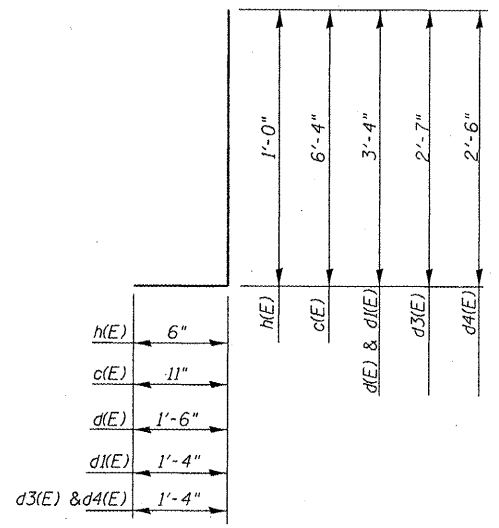 1'-0"
6'-4"
3'-4"
2'-7"
2'-6"
h(E)
c(E)
d(E) & d1(E)
d3(E)
d4(E)
h(E) 6"
c(E) 11"
d(E) 1'-6"
d1(E) 1'-4"
d3(E) &d4(E) 1'-4"